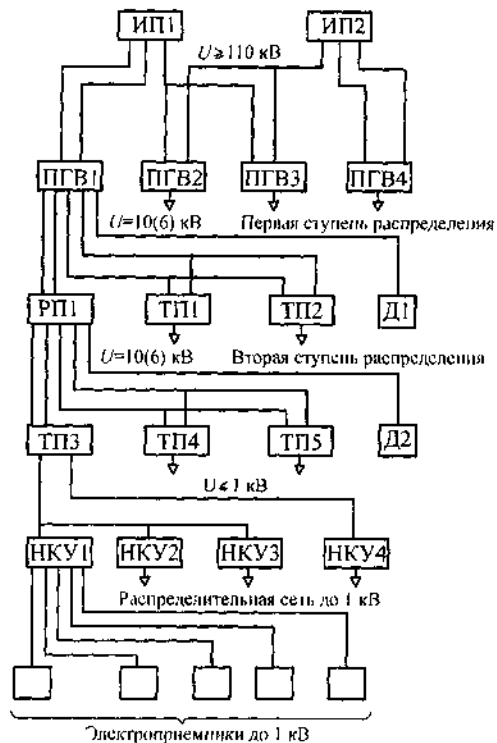 ИП1 ИП2
U⩾110 кВ
ПГВ1 ПГВ2 ПГВ3 ПГВ4
U=10(6) кВ Первая ступень распределения
РП1 ТП1 ТП2 Д1
U=10(6) кВ Вторая ступень распределения
ТП3 ТП4 ТП5 Д2
U⩽1 кВ
НКУ1 НКУ2 НКУ3 НКУ4
Распределительная сеть до 1 кВ
Электроприемники до 1 кВ